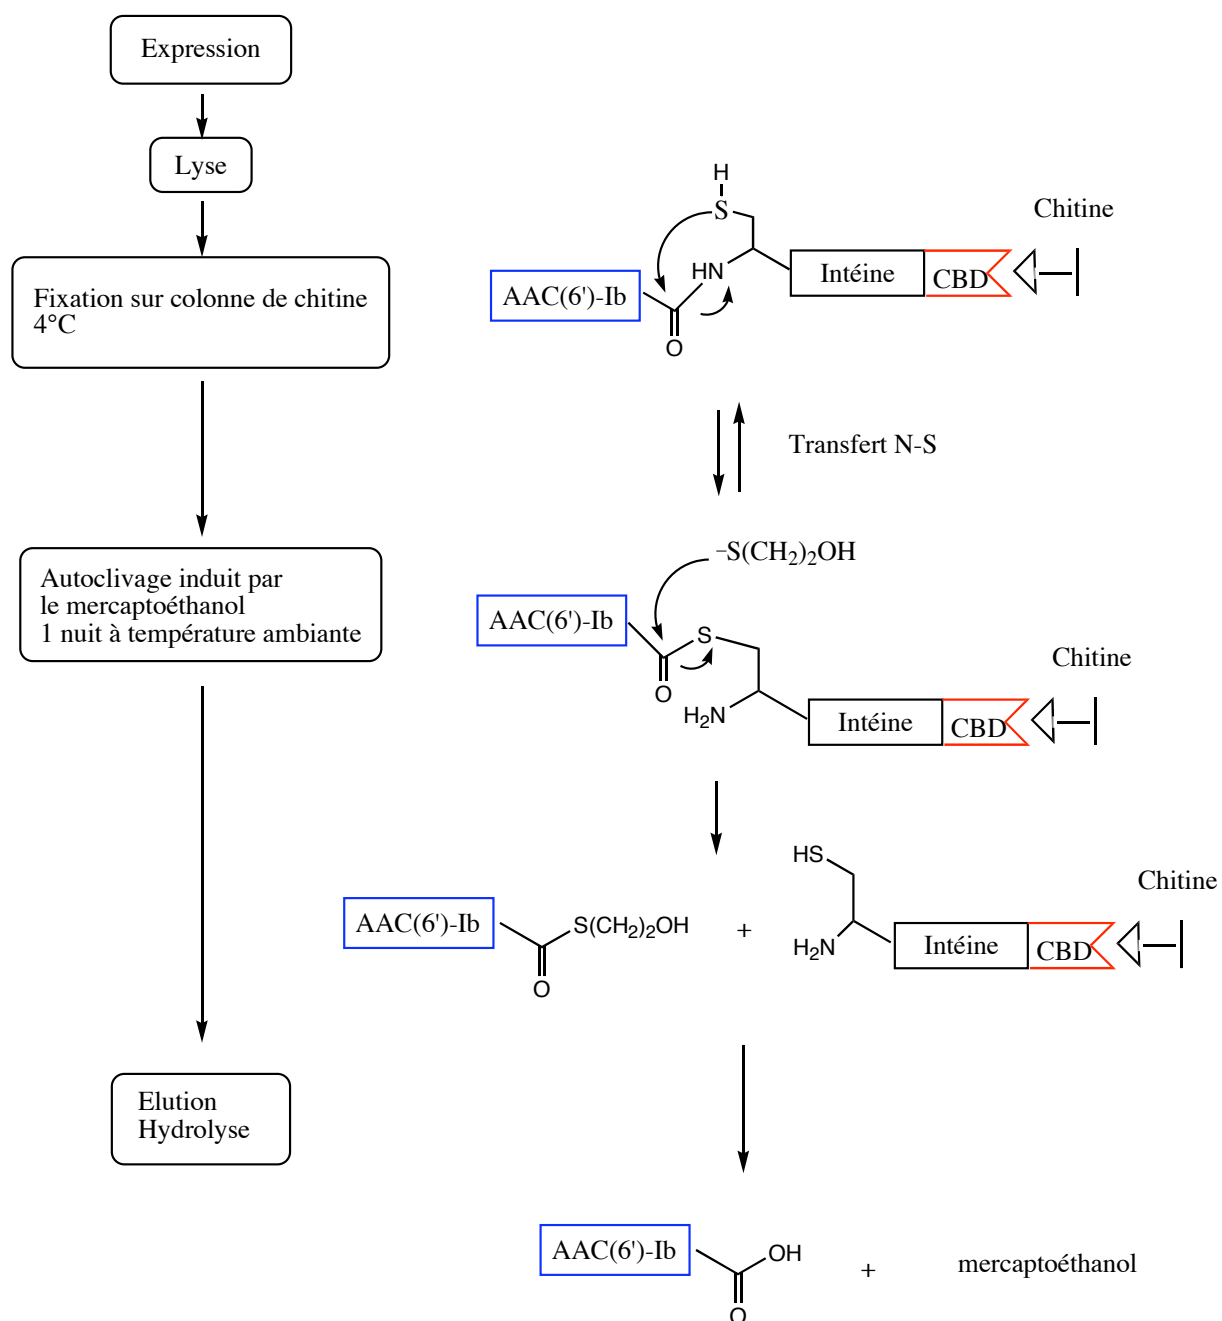 Expression
Lyse
Fixation sur colonne de chitine
4°C
H
S
HN
O
AAC(6')-Ib
Intéine
CBD
Chitine
Transfert N-S
Autoclivage induit par
le mercaptoéthanol
1 nuit à température ambiante
-S(CH2)2OH
AAC(6')-Ib
S
O
H2N
Intéine
CBD
Chitine
AAC(6')-Ib
S(CH2)2OH
O
+
HS
H2N
Intéine
CBD
Chitine
Elution
Hydrolyse
AAC(6')-Ib
OH
O
+
mercaptoéthanol